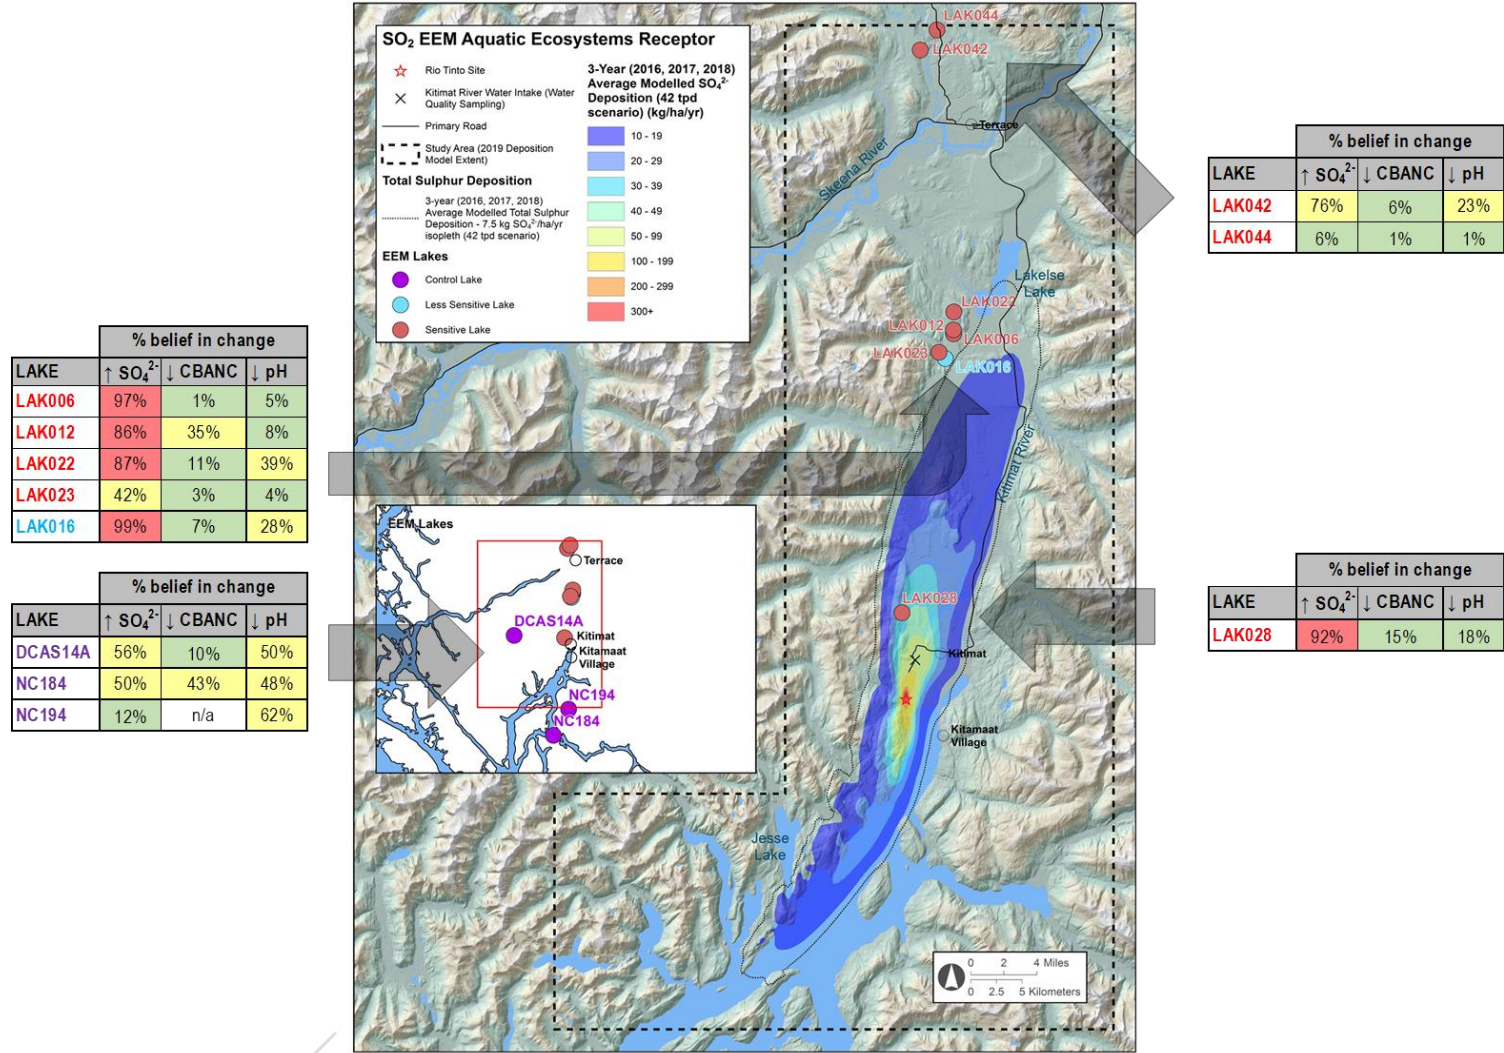 SO₂ EEM Aquatic Ecosystems Receptor
Rio Tinto Site
Kitimat River Water Intake (Water
Quality Sampling)
Primary Road
Study Area (2019 Deposition
Model Extent)
Total Sulphur Deposition
3-year (2016, 2017, 2018)
Average Modelled Total Sulphur
Deposition - 7.5 kg SO₄²⁻/ha/yr
isopleth (42 tpd scenario)
EEM Lakes
Control Lake
Less Sensitive Lake
Sensitive Lake
3-Year (2016, 2017, 2018)
Average Modelled SO₄²⁻
Deposition (42 tpd
scenario) (kg/ha/yr)
10 - 19
20 - 29
30 - 39
40 - 49
50 - 99
100 - 199
200 - 299
300+
LAK044
LAK042
Terrace
Skeena River
Lakelse
Lake
LAK022
LAK012
LAK006
LAK023
LAK016
Kitimat River
LAK028
Kitimat
Kitamaat
Village
Jesse
Lake
0 2 4 Miles
0 2.5 5 Kilometers
EEM Lakes
Terrace
DCAS14A
Kitimat
Kitamaat
Village
NC194
NC184
% belief in change
LAKE ↑ SO₄²⁻ ↓ CBANC ↓ pH
LAK006 97% 1% 5%
LAK012 86% 35% 8%
LAK022 87% 11% 39%
LAK023 42% 3% 4%
LAK016 99% 7% 28%
% belief in change
LAKE ↑ SO₄²⁻ ↓ CBANC ↓ pH
DCAS14A 56% 10% 50%
NC184 50% 43% 48%
NC194 12% n/a 62%
% belief in change
LAKE ↑ SO₄²⁻ ↓ CBANC ↓ pH
LAK042 76% 6% 23%
LAK044 6% 1% 1%
% belief in change
LAKE ↑ SO₄²⁻ ↓ CBANC ↓ pH
LAK028 92% 15% 18%